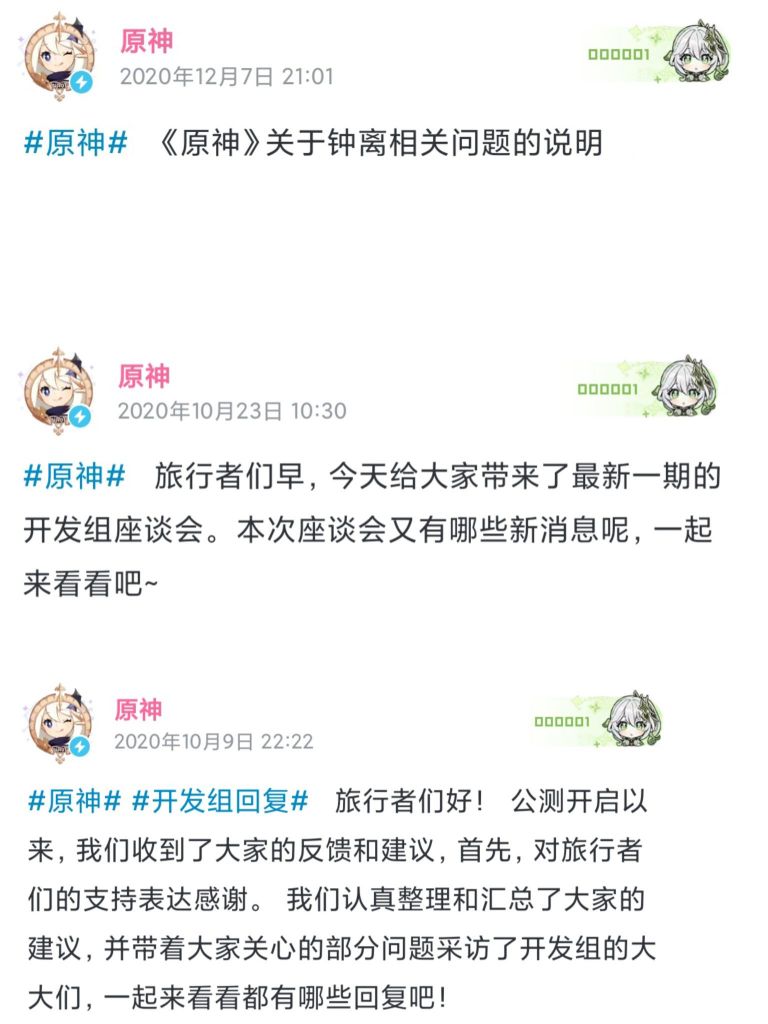 原神
2020年12月7日 21:01
000001
#原神# 《原神》关于钟离相关问题的说明
原神
2020年10月23日 10:30
000001
#原神# 旅行者们早，今天给大家带来了最新一期的
开发组座谈会。本次座谈会又有哪些新消息呢，一起
来看看吧~
原神
2020年10月9日 22:22
000001
#原神# #开发组回复# 旅行者们好！ 公测开启以
来，我们收到了大家的反馈和建议，首先，对旅行者
们的支持表达感谢。 我们认真整理和汇总了大家的
建议，并带着大家关心的部分问题采访了开发组的大
大们，一起来看看都有哪些回复吧！